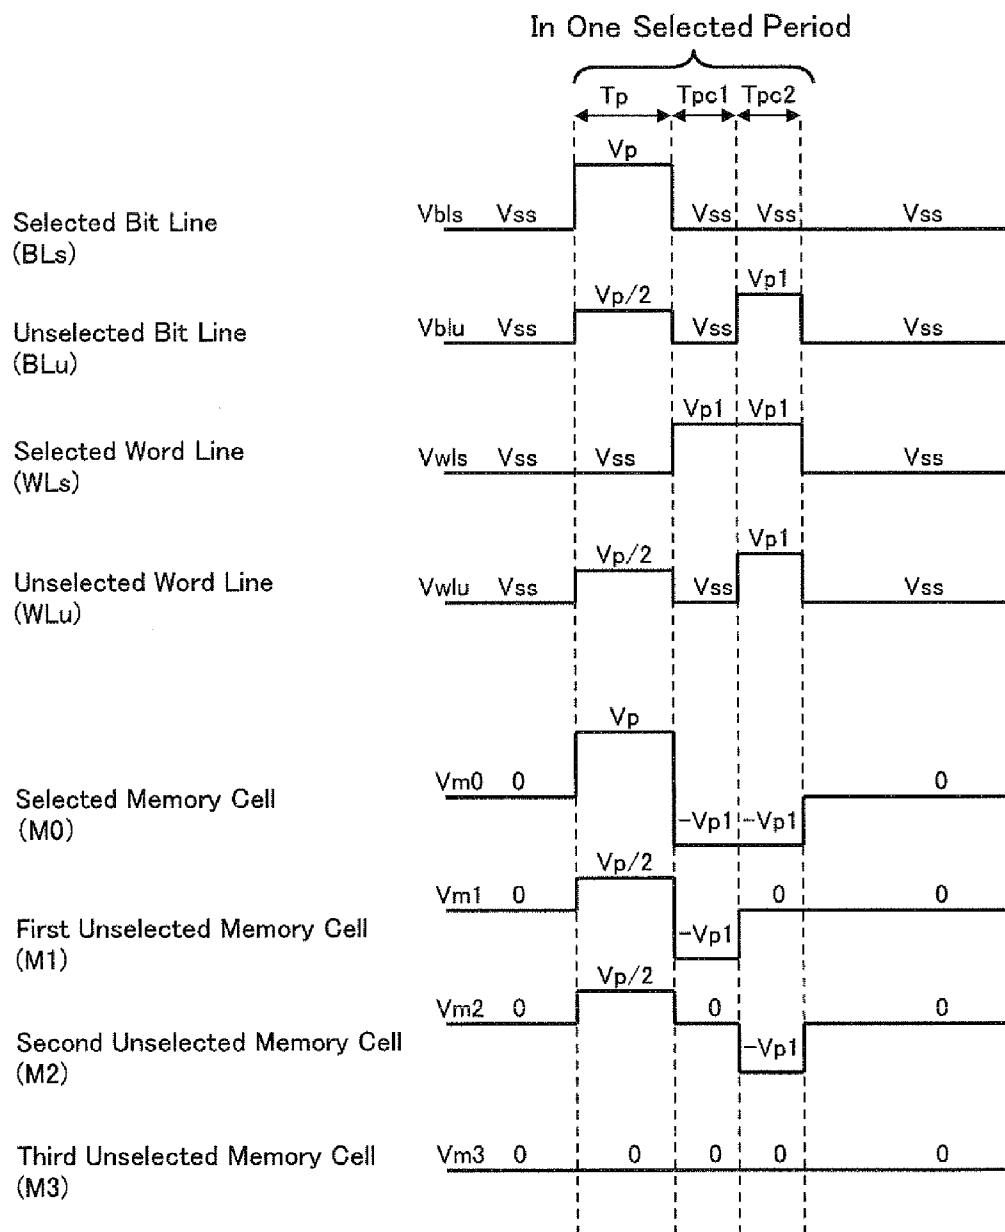 In One Selected Period
Tp Tpc1 Tpc2
Vp
Selected Bit Line
(BLs)
Vbls Vss Vss Vss Vss
Vp/2 Vp1
Unselected Bit Line
(BLu)
Vblu Vss Vss Vss
Vp1 Vp1
Selected Word Line
(WLs)
Vwls Vss Vss Vss
Vp/2 Vp1
Unselected Word Line
(WLu)
Vwlu Vss Vss Vss
Vp
Selected Memory Cell
(M0)
Vm0 0 0
-Vp1 -Vp1
Vp/2
First Unselected Memory Cell
(M1)
Vm1 0 0 0
-Vp1
Vp/2
Second Unselected Memory Cell
(M2)
Vm2 0 0 0
-Vp1
Third Unselected Memory Cell
(M3)
Vm3 0 0 0 0 0